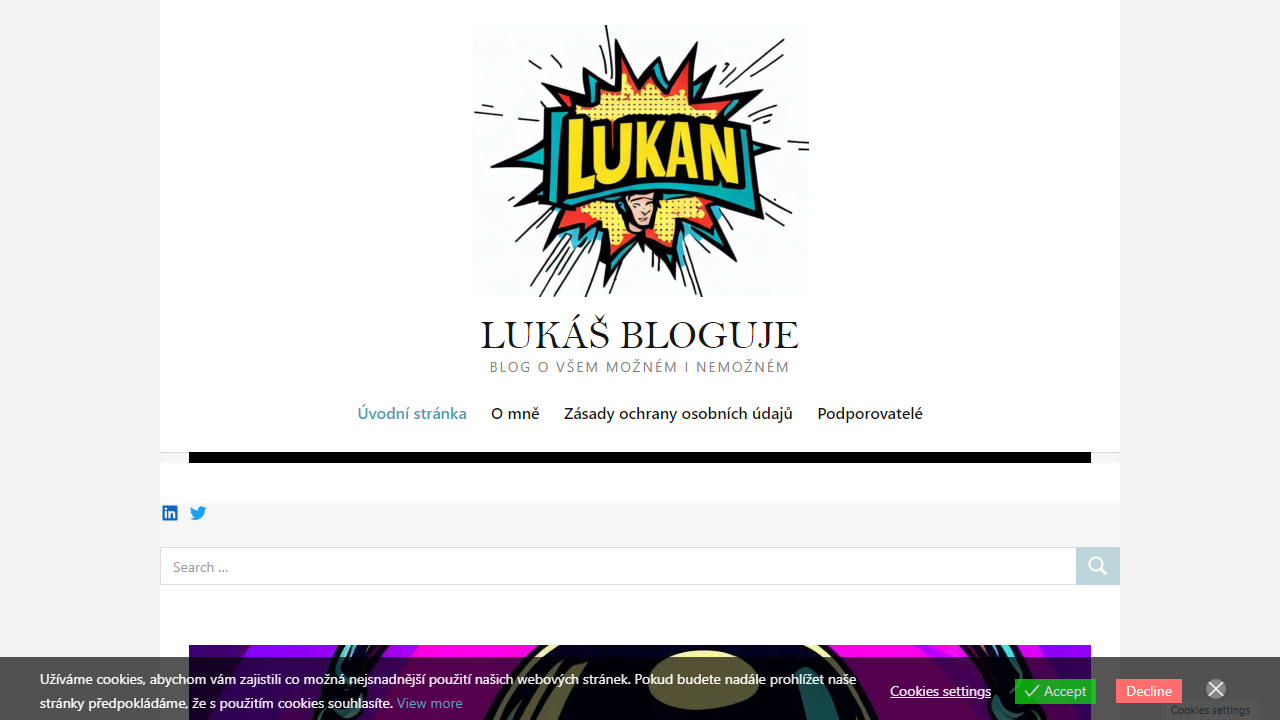 LUKAN
LUKÁŠ BLOGUJE
BLOG O VŠEM MOŽNÉM I NEMOŽNÉM
Úvodní stránka O mně Zásady ochrany osobních údajů Podporovatelé
Search …
Užíváme cookies, abychom vám zajistili co možná nejsnadnější použití našich webových stránek. Pokud budete nadále prohlížet naše
stránky předpokládáme, že s použitím cookies souhlasíte. View more
Cookies settings Accept Decline
Cookies settings